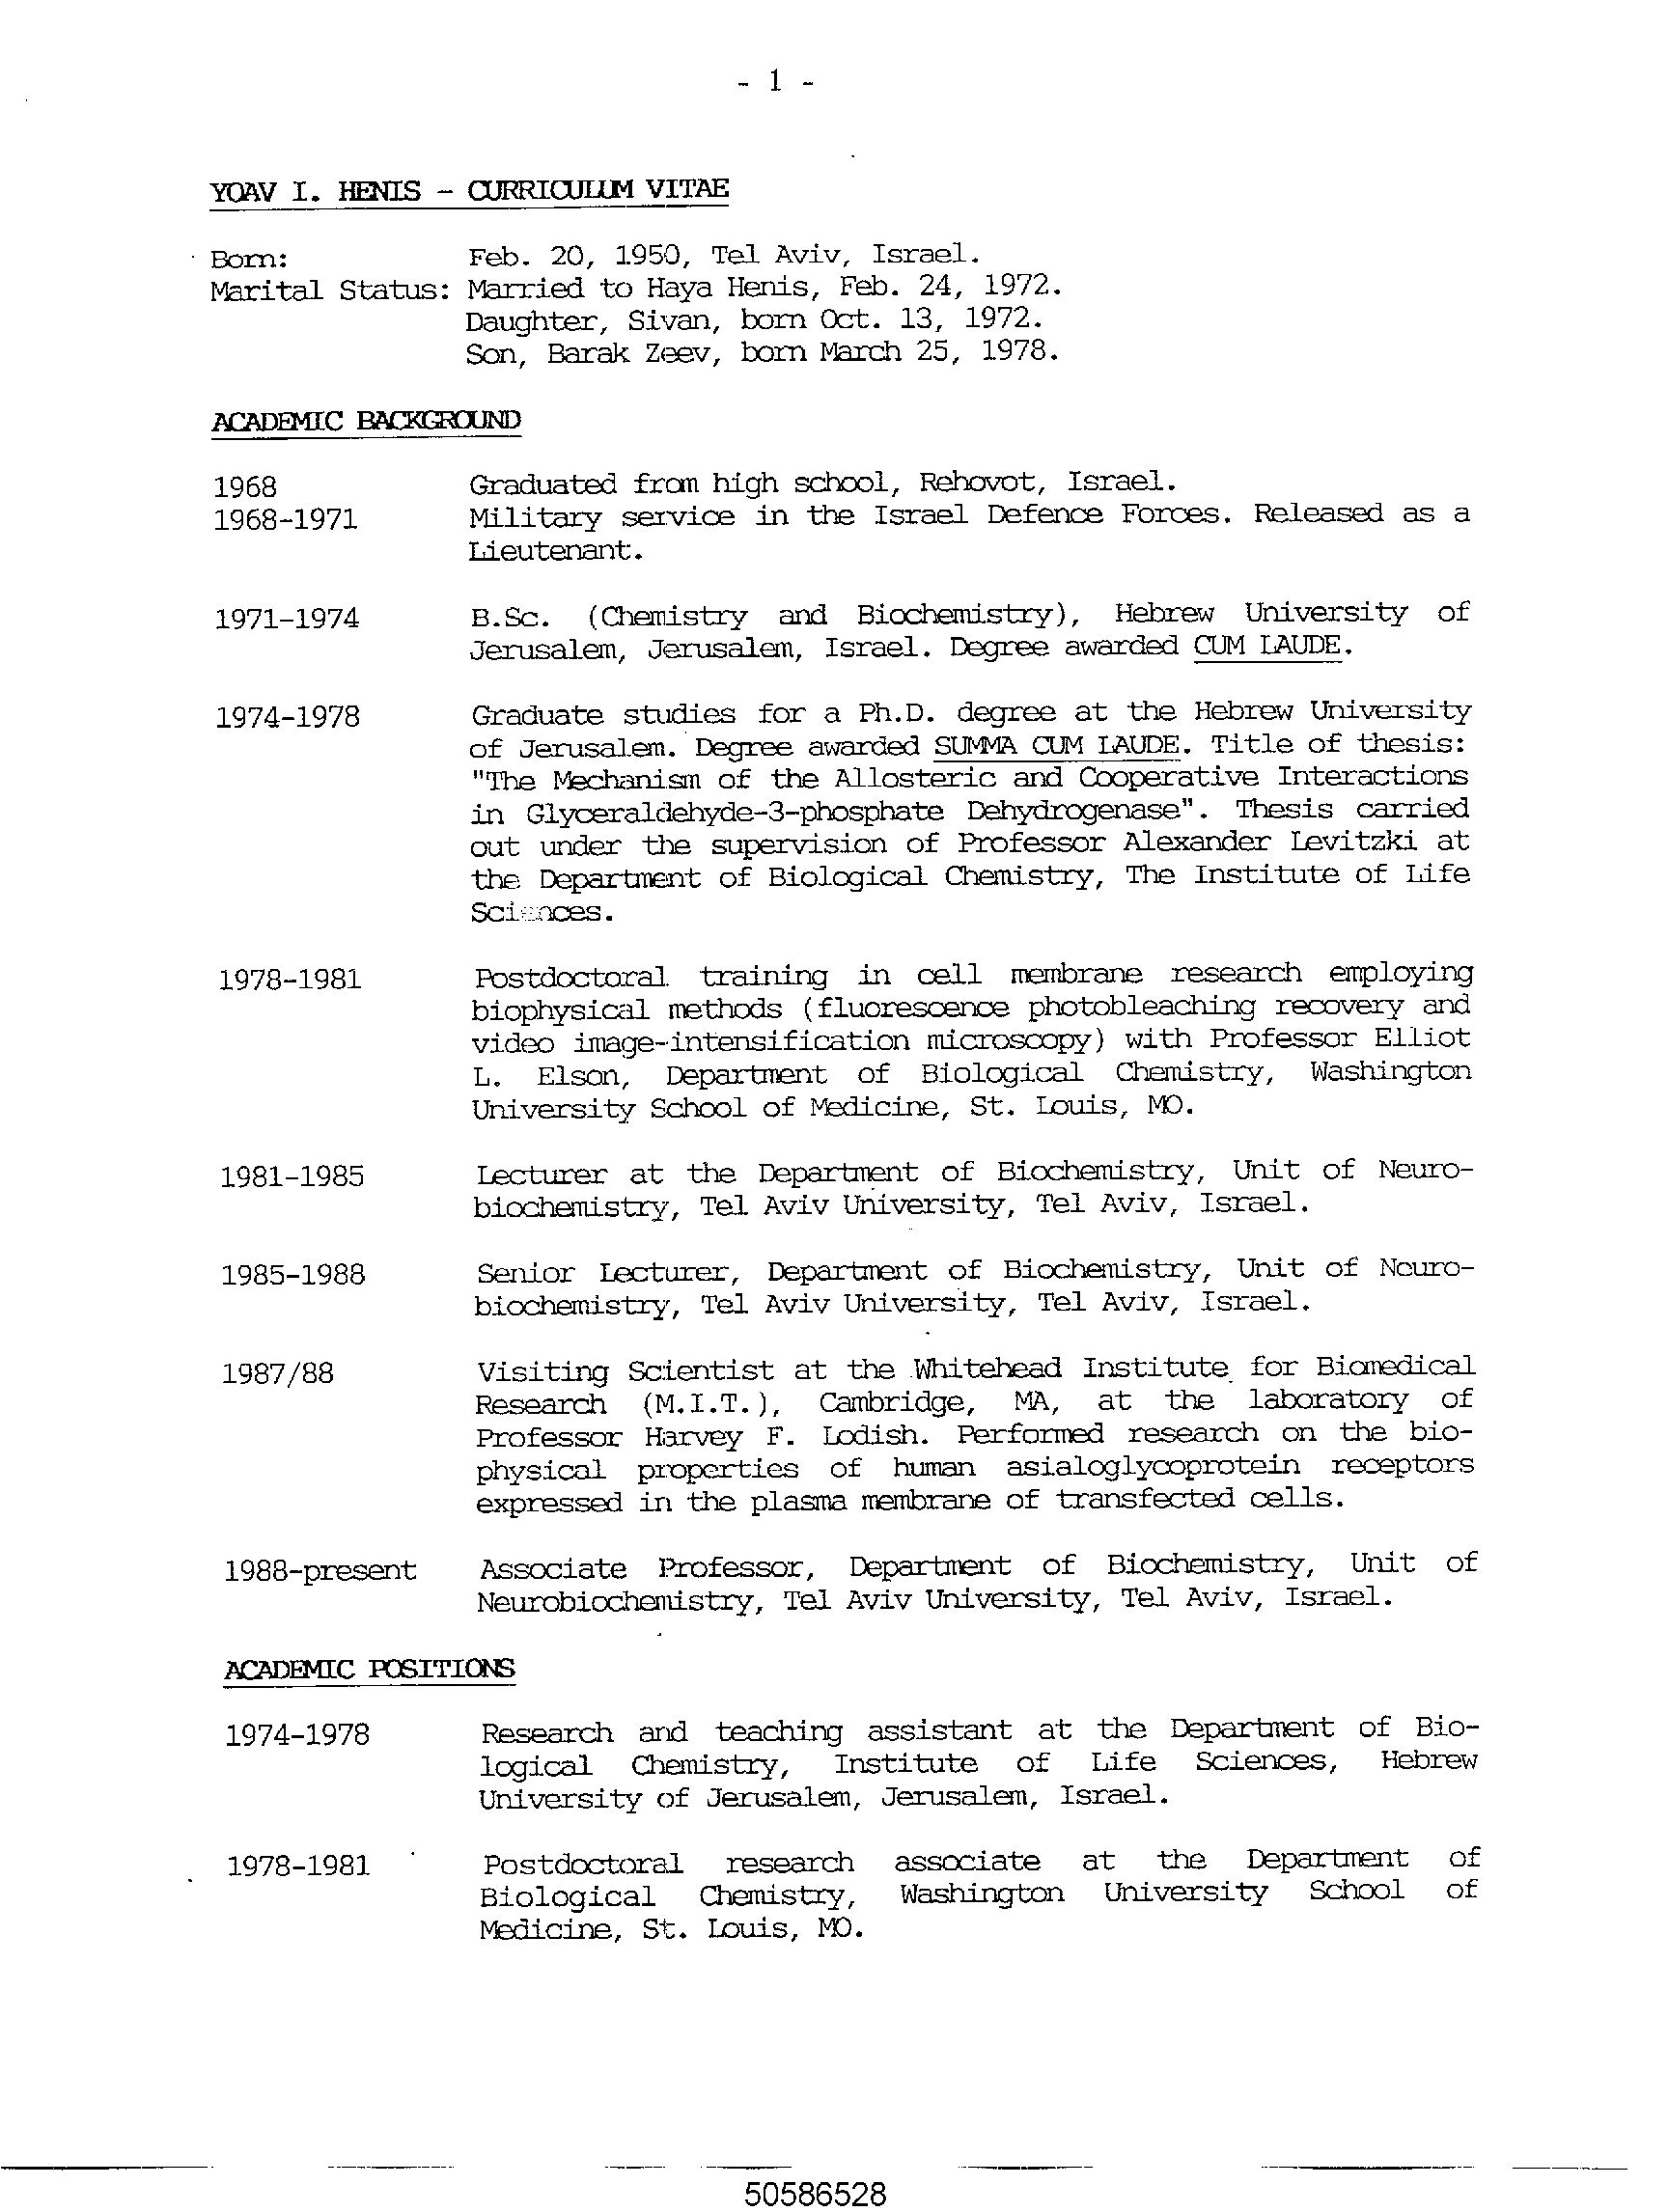 - 1 -
YOAV I. HENIS - CURRICULUM VITAE
Born: Feb. 20, 1950, Tel Aviv, Israel.
Marital Status: Married to Haya Henis, Feb. 24, 1972.
Daughter, Sivan, born Oct. 13, 1972.
Son, Barak Zeev, born March 25, 1978.
ACADEMIC BACKGROUND
1968 Graduated from high school, Rehovot, Israel.
1968-1971 Military service in the Israel Defence Forces. Released as a
Lieutenant.
1971-1974 B.Sc. (Chemistry and Biochemistry), Hebrew University of
Jerusalem, Jerusalem, Israel. Degree awarded CUM LAUDE.
1974-1978 Graduate studies for a Ph.D. degree at the Hebrew University
of Jerusalem. Degree awarded SUMMA CUM LAUDE. Title of thesis:
"The Mechanism of the Allosteric and Cooperative Interactions
in Glyceraldehyde-3-phosphate Dehydrogenase". Thesis carried
out under the supervision of Professor Alexander Levitzki at
the Department of Biological Chemistry, The Institute of Life
Sciences.
1978-1981 Postdoctoral training in cell membrane research employing
biophysical methods (fluorescence photobleaching recovery and
video image-intensification microscopy) with Professor Elliot
L. Elson, Department of Biological Chemistry, Washington
University School of Medicine, St. Louis, MO.
1981-1985 Lecturer at the Department of Biochemistry, Unit of Neuro-
biochemistry, Tel Aviv University, Tel Aviv, Israel.
1985-1988 Senior Lecturer, Department of Biochemistry, Unit of Neuro-
biochemistry, Tel Aviv University, Tel Aviv, Israel.
1987/88 Visiting Scientist at the Whitehead Institute for Biomedical
Research (M.I.T.), Cambridge, MA, at the laboratory of
Professor Harvey F. Lodish. Performed research on the bio-
physical properties of human asialoglycoprotein receptors
expressed in the plasma membrane of transfected cells.
1988-present Associate Professor, Department of Biochemistry, Unit of
Neurobiochemistry, Tel Aviv University, Tel Aviv, Israel.
ACADEMIC POSITIONS
1974-1978 Research and teaching assistant at the Department of Bio-
logical Chemistry, Institute of Life Sciences, Hebrew
University of Jerusalem, Jerusalem, Israel.
1978-1981 Postdoctoral research associate at the Department of
Biological Chemistry, Washington University School of
Medicine, St. Louis, MO.
50586528